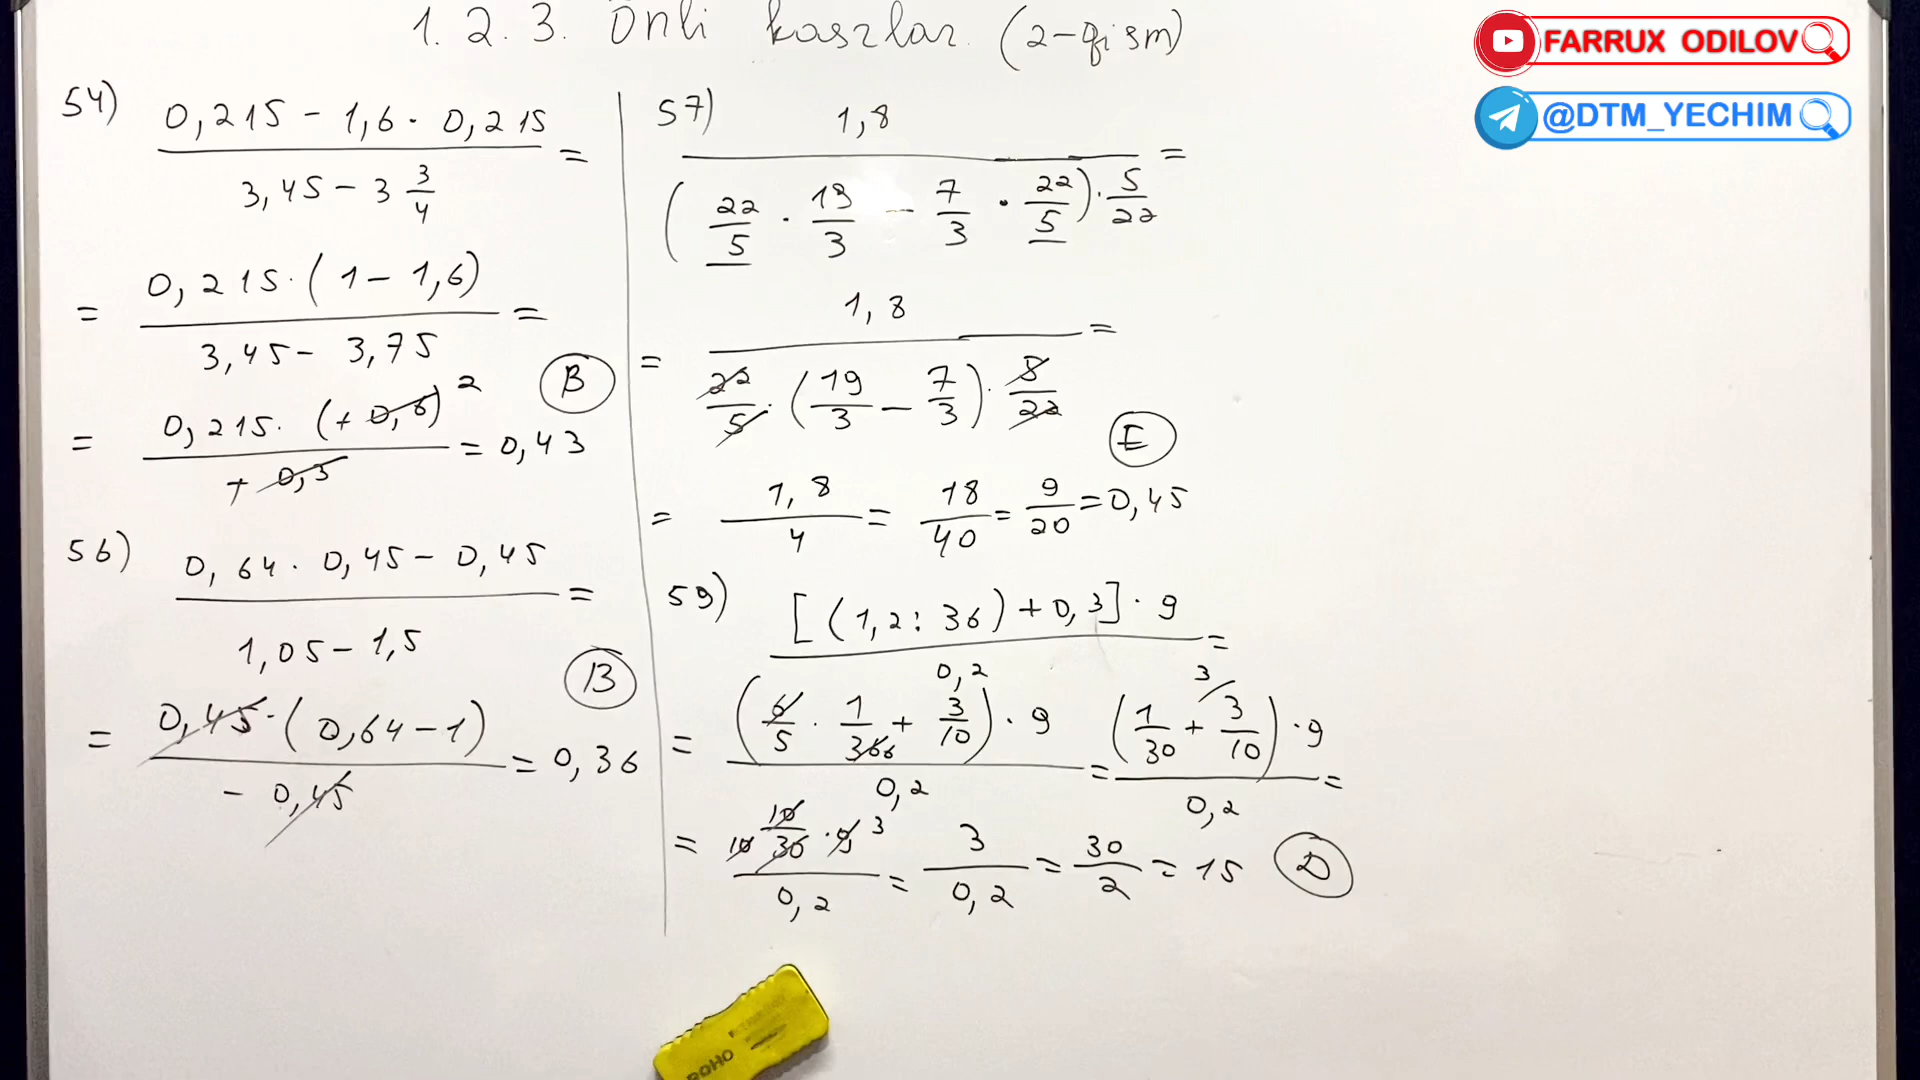 1.2.3. Onli kasrlar. (2-qism)
FARRUX ODILOV
@DTM_YECHIM
54) (0,215 - 1,6 · 0,215) / (3,45 - 3 3/4) =
= 0,215 · (1 - 1,6) / (3,45 - 3,75) =
= 0,215 · (+ 0,6) 2 / + 0,3 = 0,43 B
56) (0,64 · 0,45 - 0,45) / (1,05 - 1,5) =
= 0,45 · (0,64 - 1) / - 0,45 = 0,36 B
57) 1,8 / (22/5 · 19/3 - 7/3 · 22/5) · 5/22 =
= 1,8 / 22/5 · (19/3 - 7/3) · 5/22 =
= 1,8/4 = 18/40 = 9/20 = 0,45 E
59) [(1,2 : 36) + 0,3] · 9 / 0,2 =
= (6/5 · 1/366 + 3/10) · 9 / 0,2 = (1/30 + 3/10 3) · 9 / 0,2 =
= 10 10/30 · 9 3 / 0,2 = 3/0,2 = 30/2 = 15 D